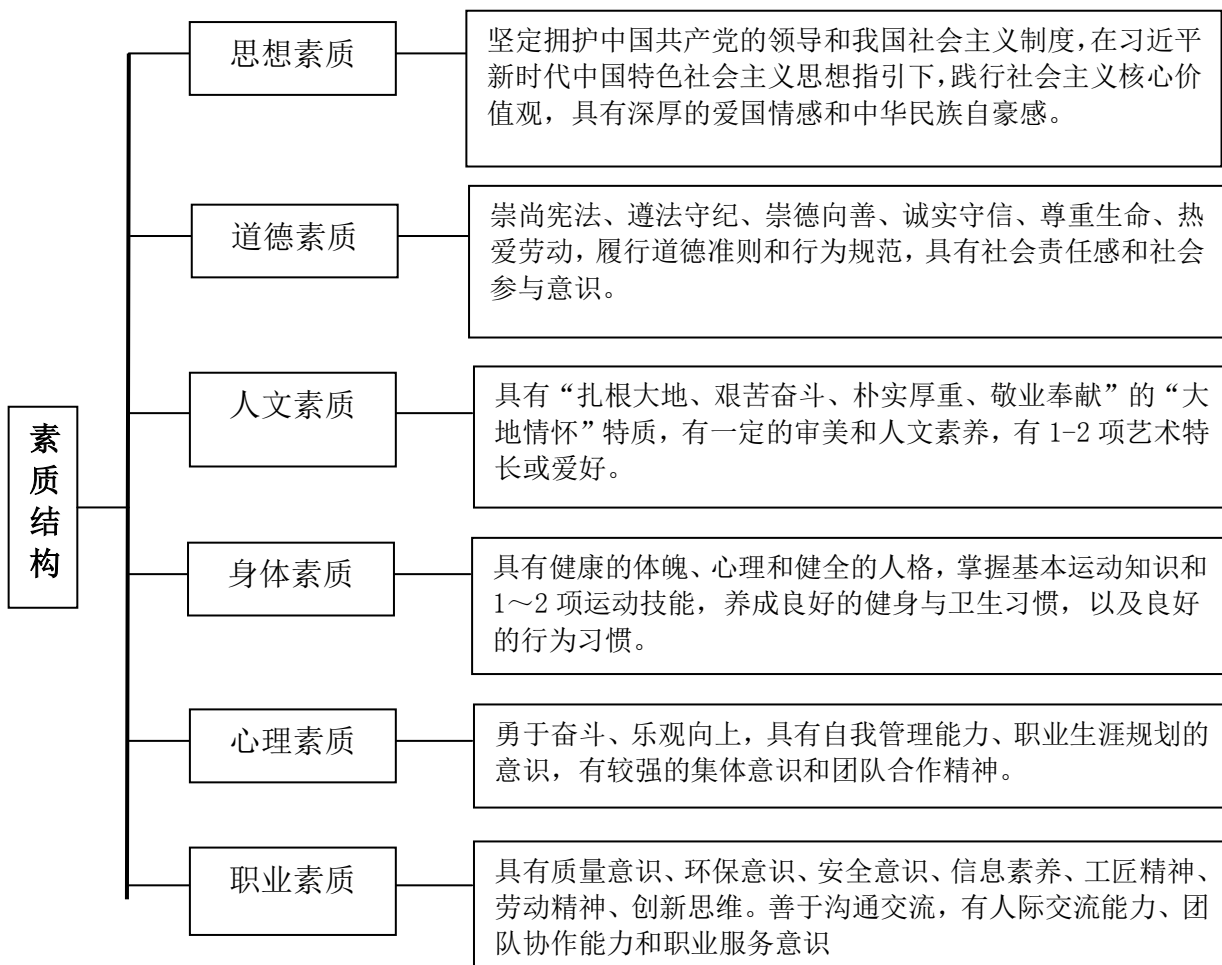 素质结构
思想素质
坚定拥护中国共产党的领导和我国社会主义制度,在习近平
新时代中国特色社会主义思想指引下,践行社会主义核心价
值观，具有深厚的爱国情感和中华民族自豪感。
道德素质
崇尚宪法、遵法守纪、崇德向善、诚实守信、尊重生命、热
爱劳动,履行道德准则和行为规范,具有社会责任感和社会
参与意识。
人文素质
具有“扎根大地、艰苦奋斗、朴实厚重、敬业奉献”的“大
地情怀”特质，有一定的审美和人文素养，有 1-2 项艺术特
长或爱好。
身体素质
具有健康的体魄、心理和健全的人格，掌握基本运动知识和
1～2 项运动技能，养成良好的健身与卫生习惯，以及良好
的行为习惯。
心理素质
勇于奋斗、乐观向上，具有自我管理能力、职业生涯规划的
意识，有较强的集体意识和团队合作精神。
职业素质
具有质量意识、环保意识、安全意识、信息素养、工匠精神、
劳动精神、创新思维。善于沟通交流，有人际交流能力、团
队协作能力和职业服务意识